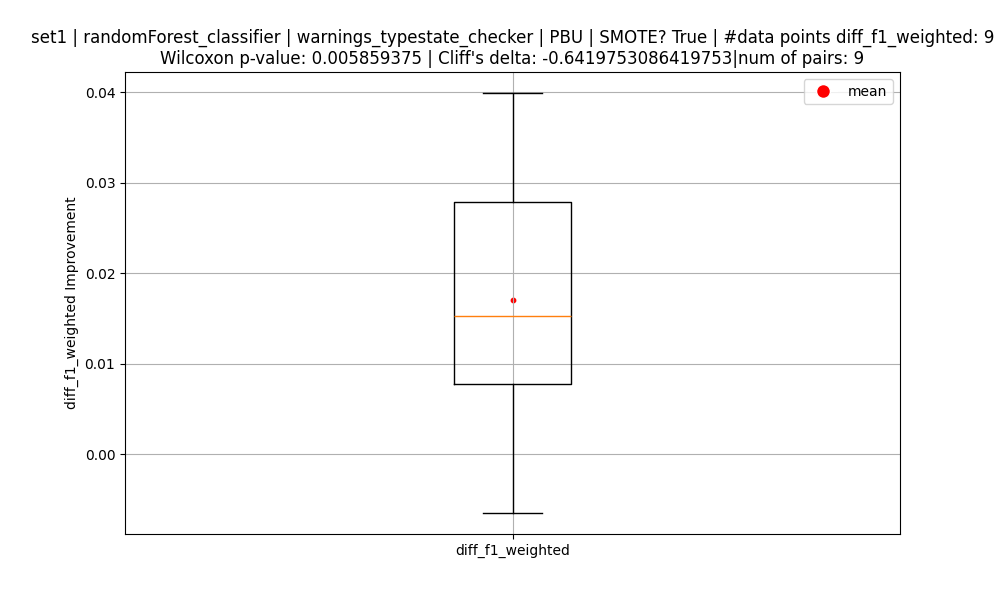 set1 | randomForest_classifier | warnings_typestate_checker | PBU | SMOTE? True | #data points diff_f1_weighted: 9
Wilcoxon p-value: 0.005859375 | Cliff's delta: -0.6419753086419753|num of pairs: 9
mean
0.04
0.03
0.02
0.01
0.00
diff_f1_weighted Improvement
diff_f1_weighted